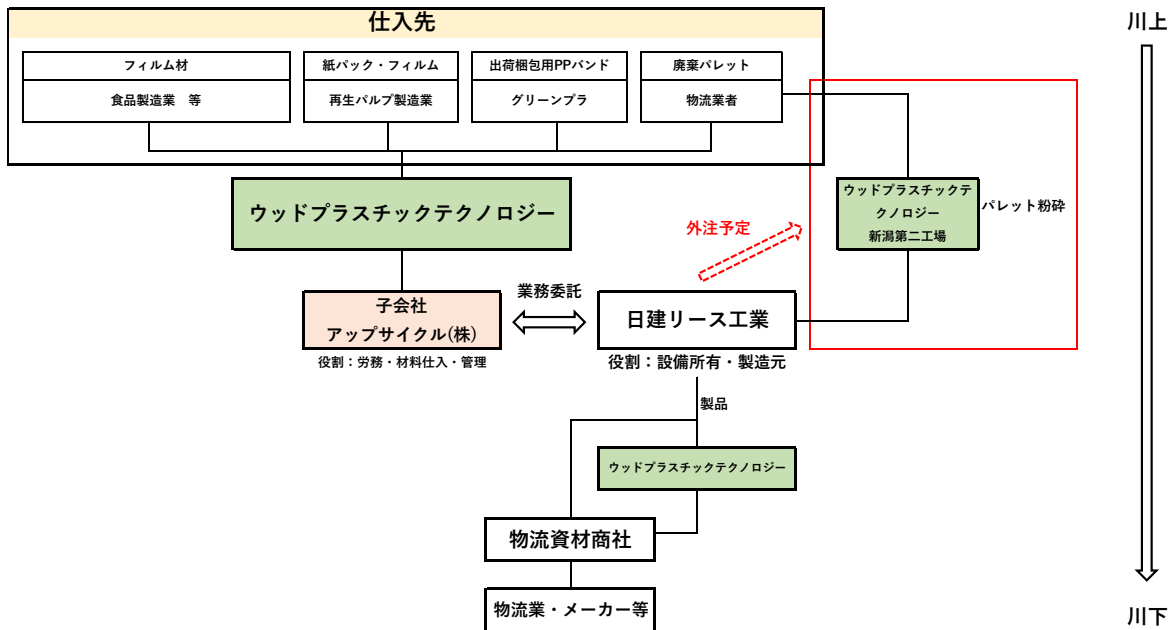 仕入先
川上
フィルム材
食品製造業　等
紙パック・フィルム
再生パルプ製造業
出荷梱包用PPバンド
グリーンプラ
廃棄パレット
物流業者
ウッドプラスチックテクノロジー
ウッドプラスチックテ
クノロジー
新潟第二工場
パレット粉砕
外注予定
子会社
アップサイクル(株)
役割：労務・材料仕入・管理
業務委託
日建リース工業
役割：設備所有・製造元
製品
ウッドプラスチックテクノロジー
物流資材商社
物流業・メーカー等
川下